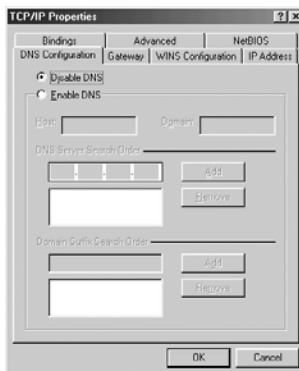 TCP/IP Properties
Bindings Advanced NetBIOS
DNS Configuration Gateway WINS Configuration IP Address
Disable DNS
Enable DNS
Host: Domain:
DNS Server Search Order
Add
Remove
Domain Suffix Search Order
Add
Remove
OK Cancel